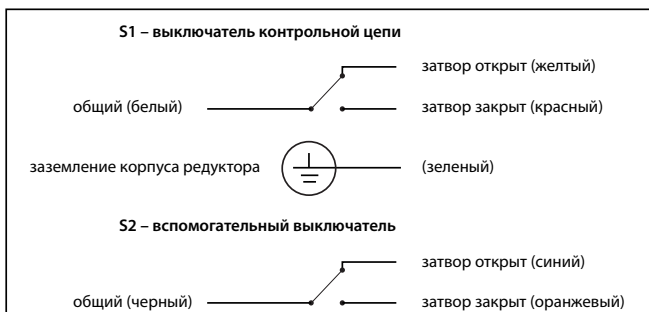 S1 – выключатель контрольной цепи
затвор открыт (желтый)
общий (белый)
затвор закрыт (красный)
заземление корпуса редуктора
(зеленый)
S2 – вспомогательный выключатель
затвор открыт (синий)
общий (черный)
затвор закрыт (оранжевый)